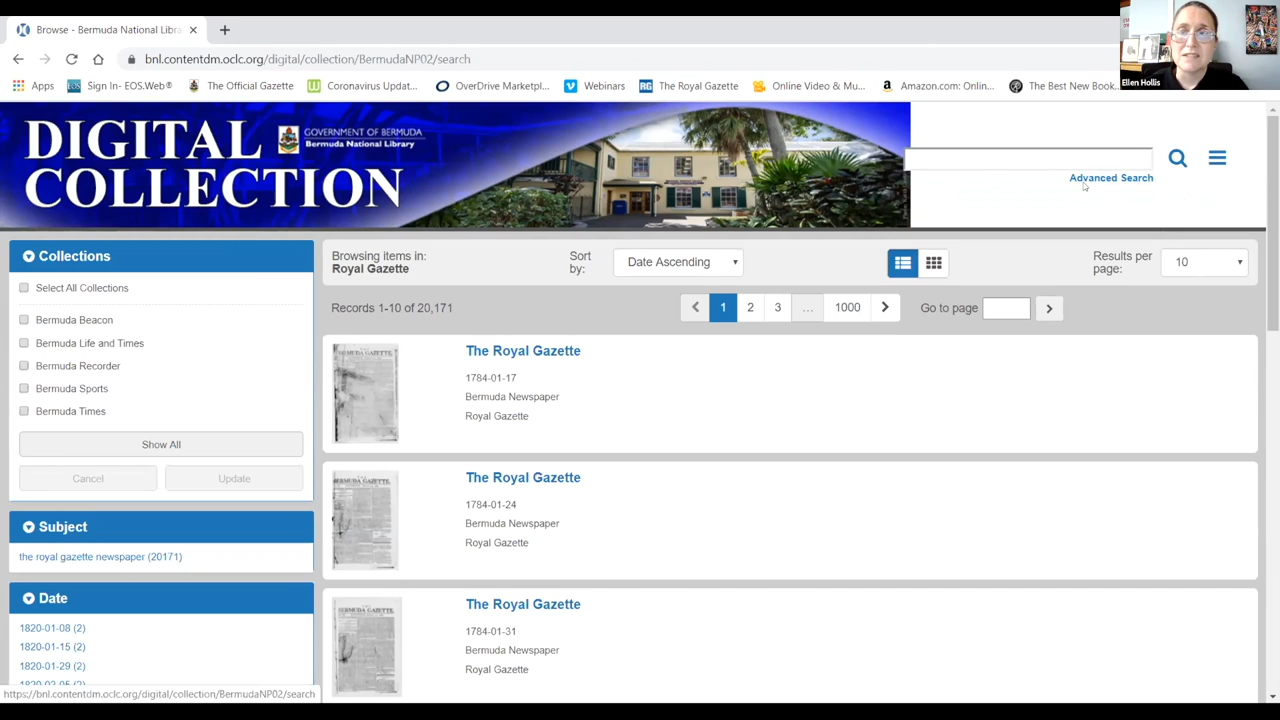 Browse - Bermuda National Libra
bnl.contentdm.oclc.org/digital/collection/BermudaNP02/search
Apps
Sign In- EOS.Web®
The Official Gazette
Coronavirus Updat...
OverDrive Marketpl...
Webinars
RG The Royal Gazette
Online Video & Mu...
Amazon.com: Onlin...
The Best New Book...
Ellen Hollis
DIGITAL
COLLECTION
GOVERNMENT OF BERMUDA
Bermuda National Library
Advanced Search
Collections
Select All Collections
Bermuda Beacon
Bermuda Life and Times
Bermuda Recorder
Bermuda Sports
Bermuda Times
Show All
Cancel
Update
Subject
the royal gazette newspaper (20171)
Date
1820-01-08 (2)
1820-01-15 (2)
1820-01-29 (2)
https://bnl.contentdm.oclc.org/digital/collection/BermudaNP02/search
Browsing items in:
Royal Gazette
Sort
by:
Date Ascending
Results per
page:
10
Records 1-10 of 20,171
1 2 3 ... 1000
Go to page
The Royal Gazette
1784-01-17
Bermuda Newspaper
Royal Gazette
The Royal Gazette
1784-01-24
Bermuda Newspaper
Royal Gazette
The Royal Gazette
1784-01-31
Bermuda Newspaper
Royal Gazette